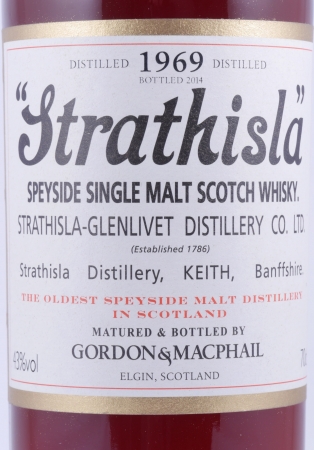 DISTILLED 1969 DISTILLED
BOTTLED 2014
"Strathisla"
SPEYSIDE SINGLE MALT SCOTCH WHISKY.
STRATHISLA-GLENLIVET DISTILLERY CO. LTD.
(Established 1786)
Strathisla Distillery, KEITH, Banffshire.
THE OLDEST SPEYSIDE MALT DISTILLERY
IN SCOTLAND
MATURED & BOTTLED BY
43%vol GORDON & MACPHAIL 70
ELGIN, SCOTLAND